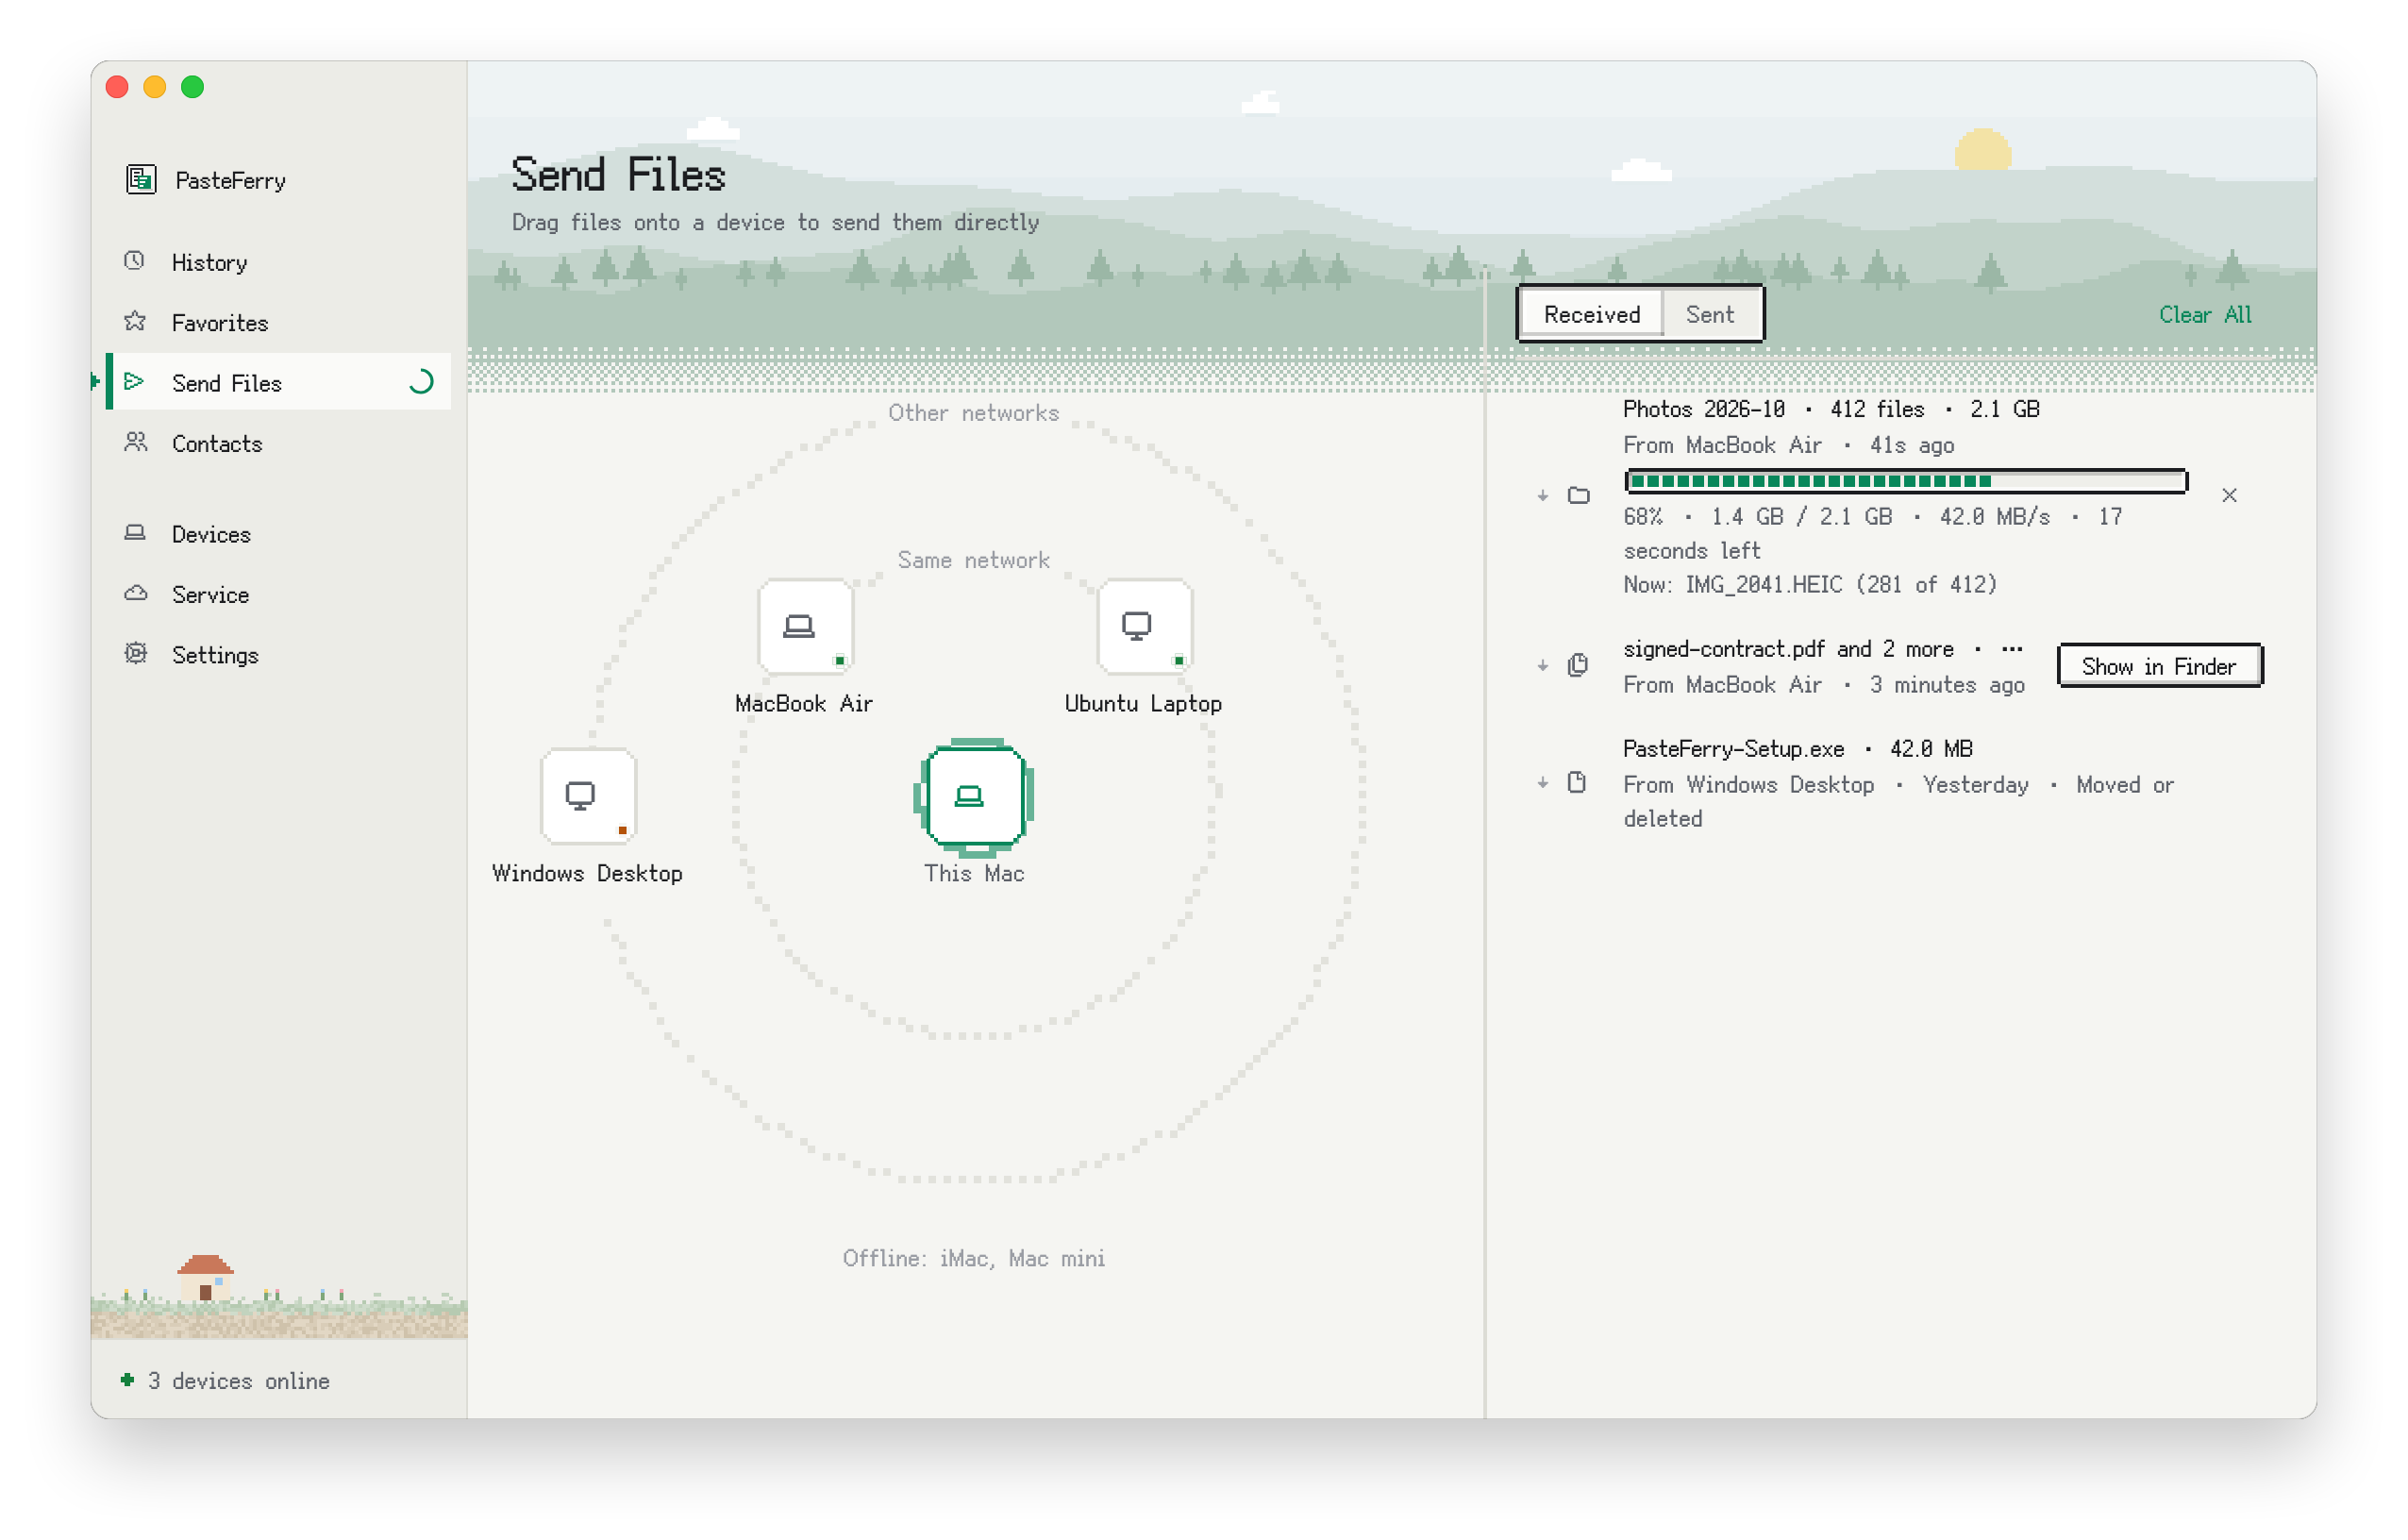 PasteFerry
History
Favorites
Send Files
Contacts
Devices
Service
Settings
3 devices online
Send Files
Drag files onto a device to send them directly
Other networks
Same network
MacBook Air
Ubuntu Laptop
Windows Desktop
This Mac
Offline: iMac, Mac mini
Received
Sent
Clear All
Photos 2026-10 · 412 files · 2.1 GB
From MacBook Air · 41s ago
68% · 1.4 GB / 2.1 GB · 42.0 MB/s · 17
seconds left
Now: IMG_2041.HEIC (281 of 412)
signed-contract.pdf and 2 more · …
From MacBook Air · 3 minutes ago
Show in Finder
PasteFerry-Setup.exe · 42.0 MB
From Windows Desktop · Yesterday · Moved or
deleted